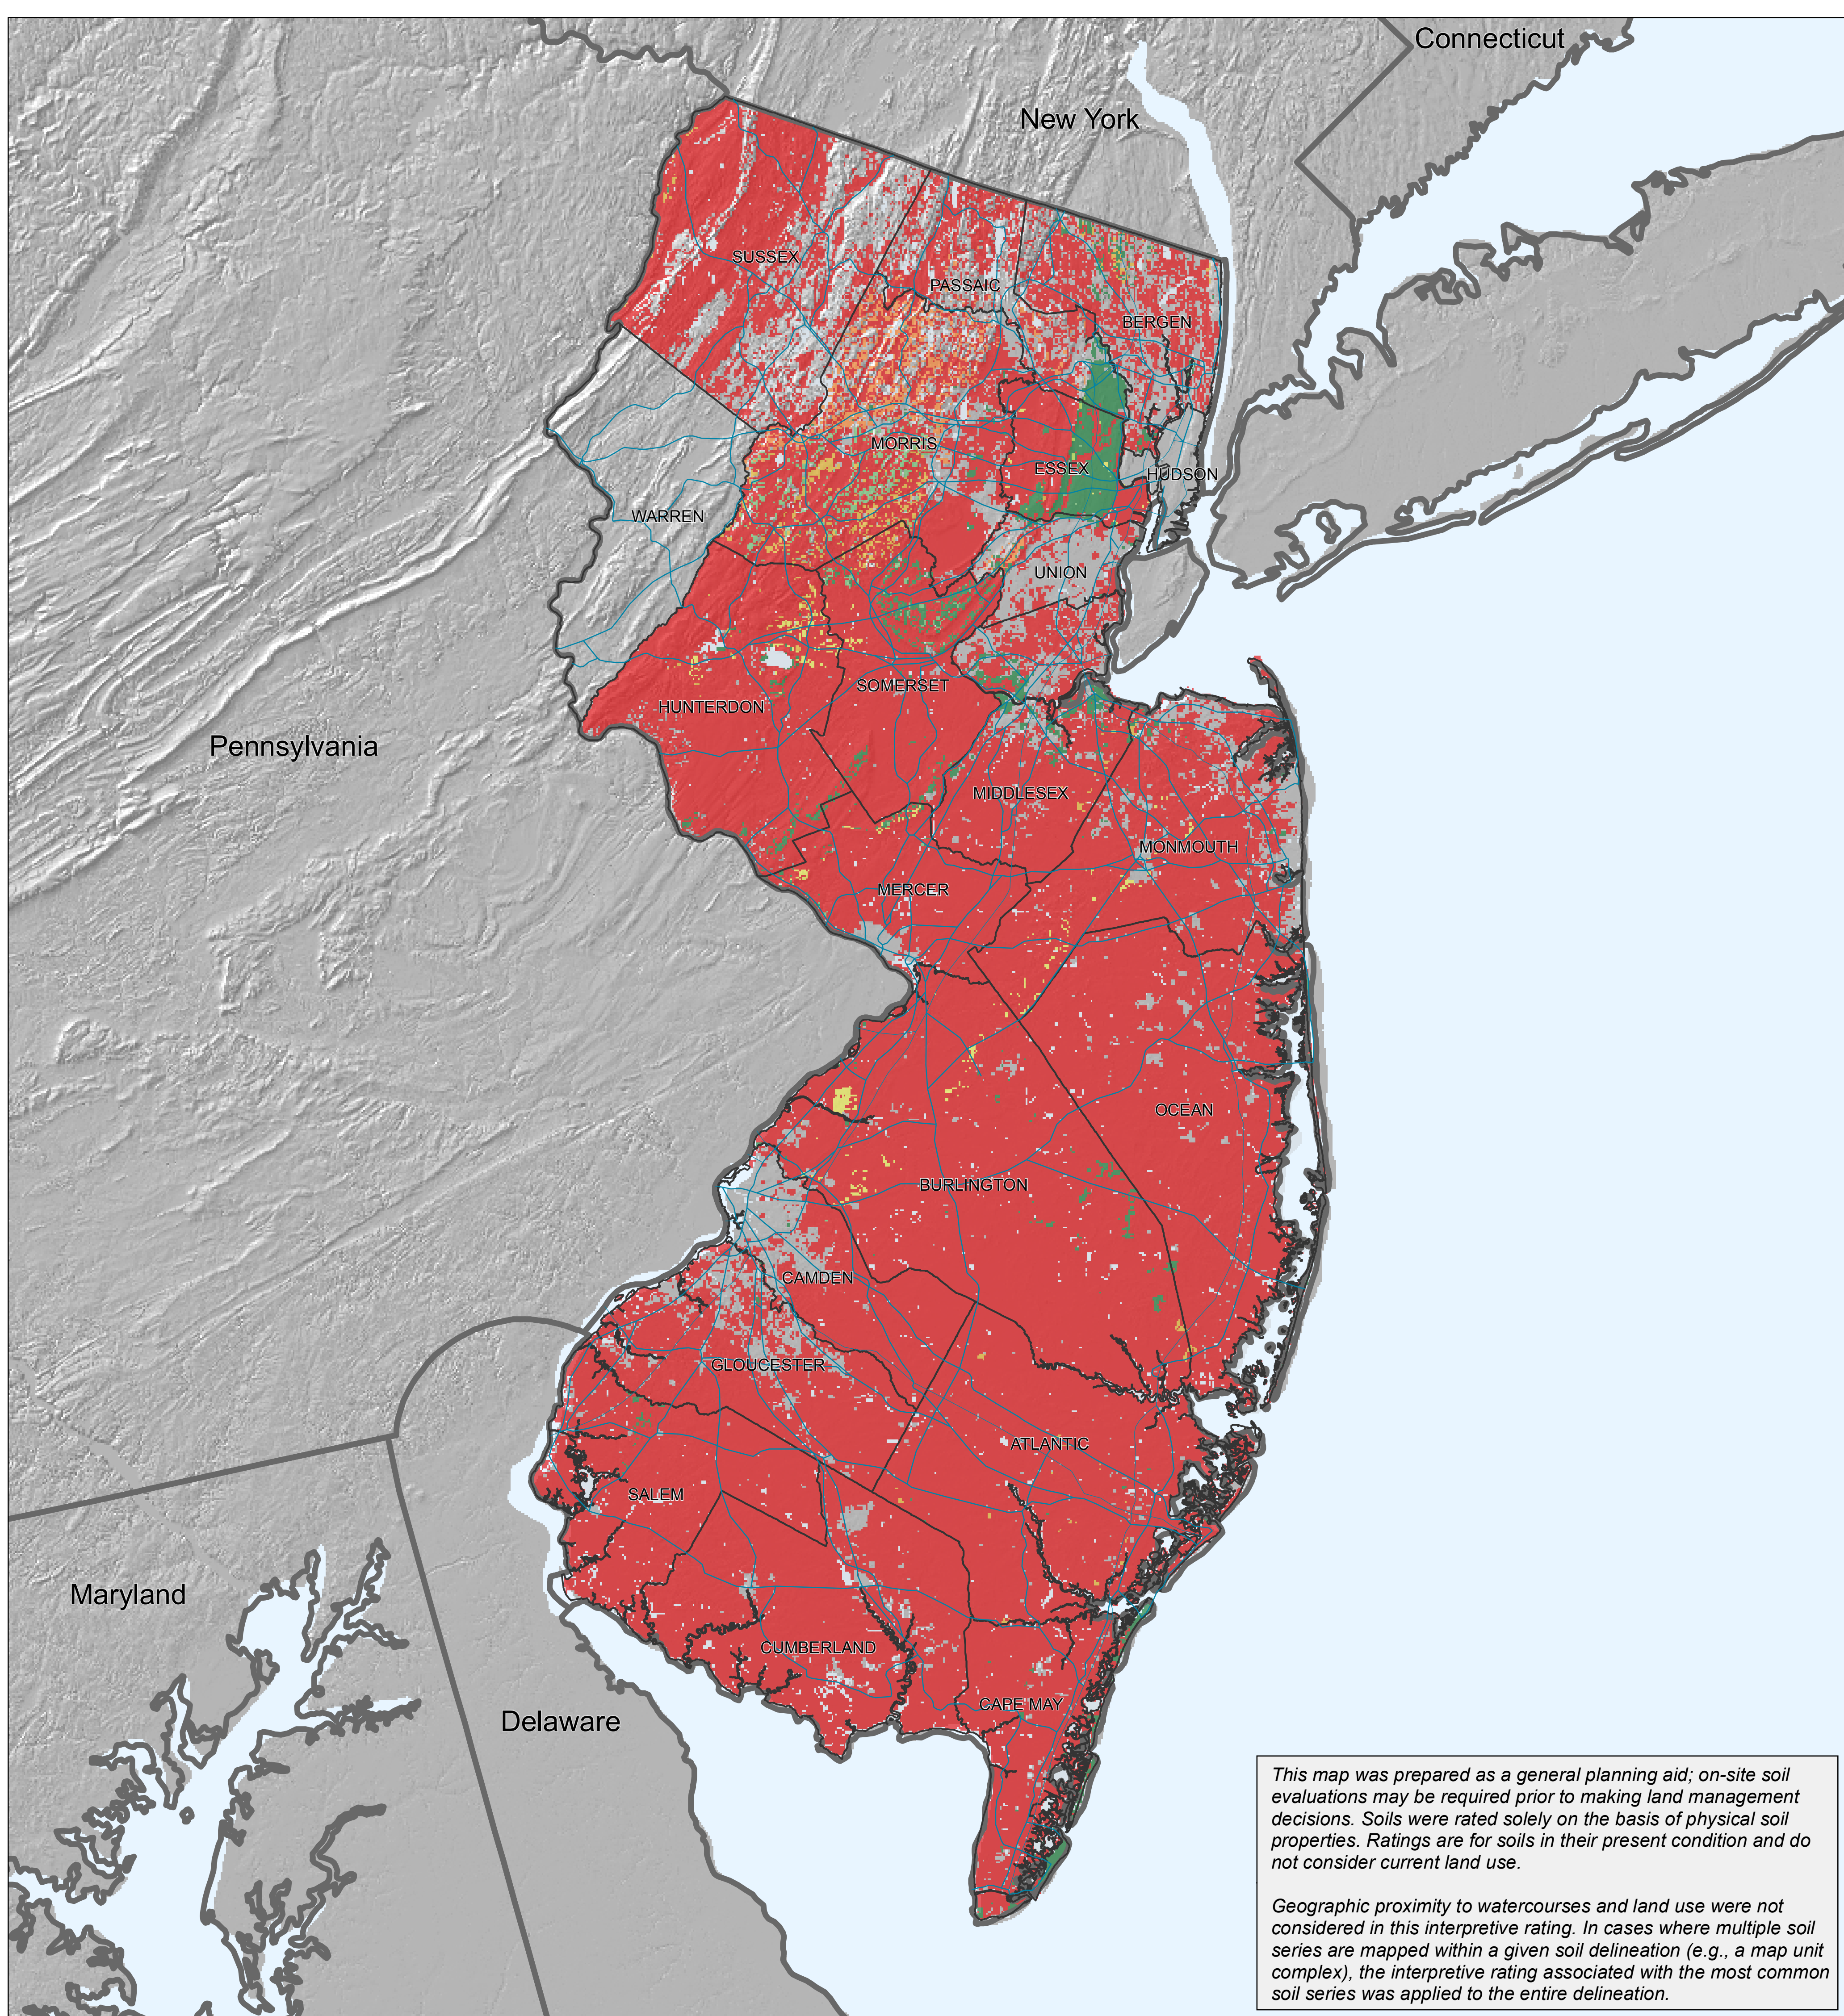 Connecticut
New York
SUSSEX
PASSAIC
BERGEN
MORRIS
ESSEX
HUDSON
WARREN
UNION
SOMERSET
HUNTERDON
Pennsylvania
MIDDLESEX
MONMOUTH
MERCER
OCEAN
BURLINGTON
CAMDEN
GLOUCESTER
ATLANTIC
SALEM
Maryland
CUMBERLAND
CAPE MAY
Delaware
This map was prepared as a general planning aid; on-site soil
evaluations may be required prior to making land management
decisions. Soils were rated solely on the basis of physical soil
properties. Ratings are for soils in their present condition and do
not consider current land use.
Geographic proximity to watercourses and land use were not
considered in this interpretive rating. In cases where multiple soil
series are mapped within a given soil delineation (e.g., a map unit
complex), the interpretive rating associated with the most common
soil series was applied to the entire delineation.